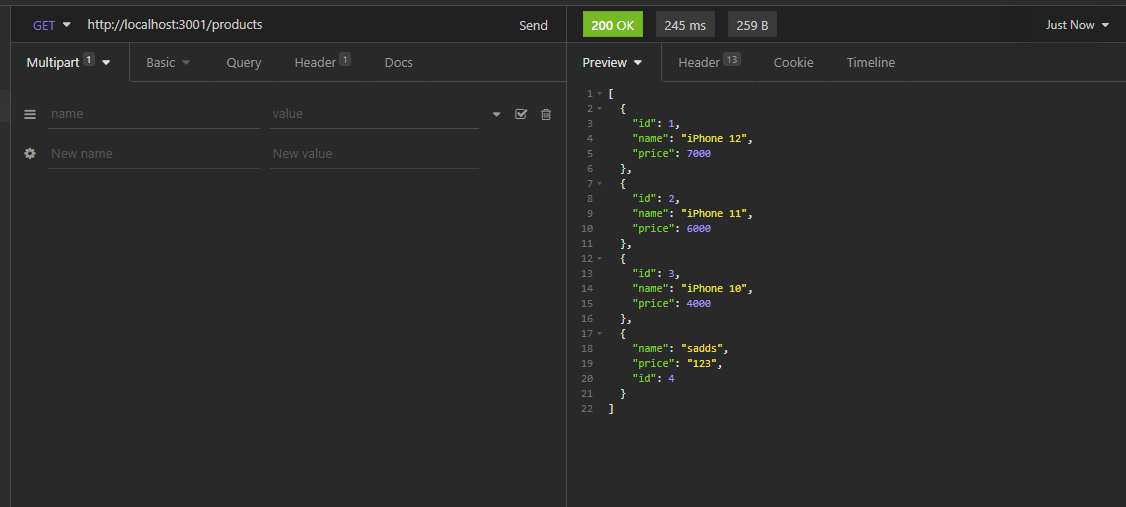 GET http://localhost:3001/products Send
200 OK 245 ms 259 B Just Now
Multipart 1 Basic Query Header 1 Docs
Preview Header 13 Cookie Timeline
name value
New name New value
1 [
2 {
3 "id": 1,
4 "name": "iPhone 12",
5 "price": 7000
6 },
7 {
8 "id": 2,
9 "name": "iPhone 11",
10 "price": 6000
11 },
12 {
13 "id": 3,
14 "name": "iPhone 10",
15 "price": 4000
16 },
17 {
18 "name": "sadds",
19 "price": "123",
20 "id": 4
21 }
22 ]